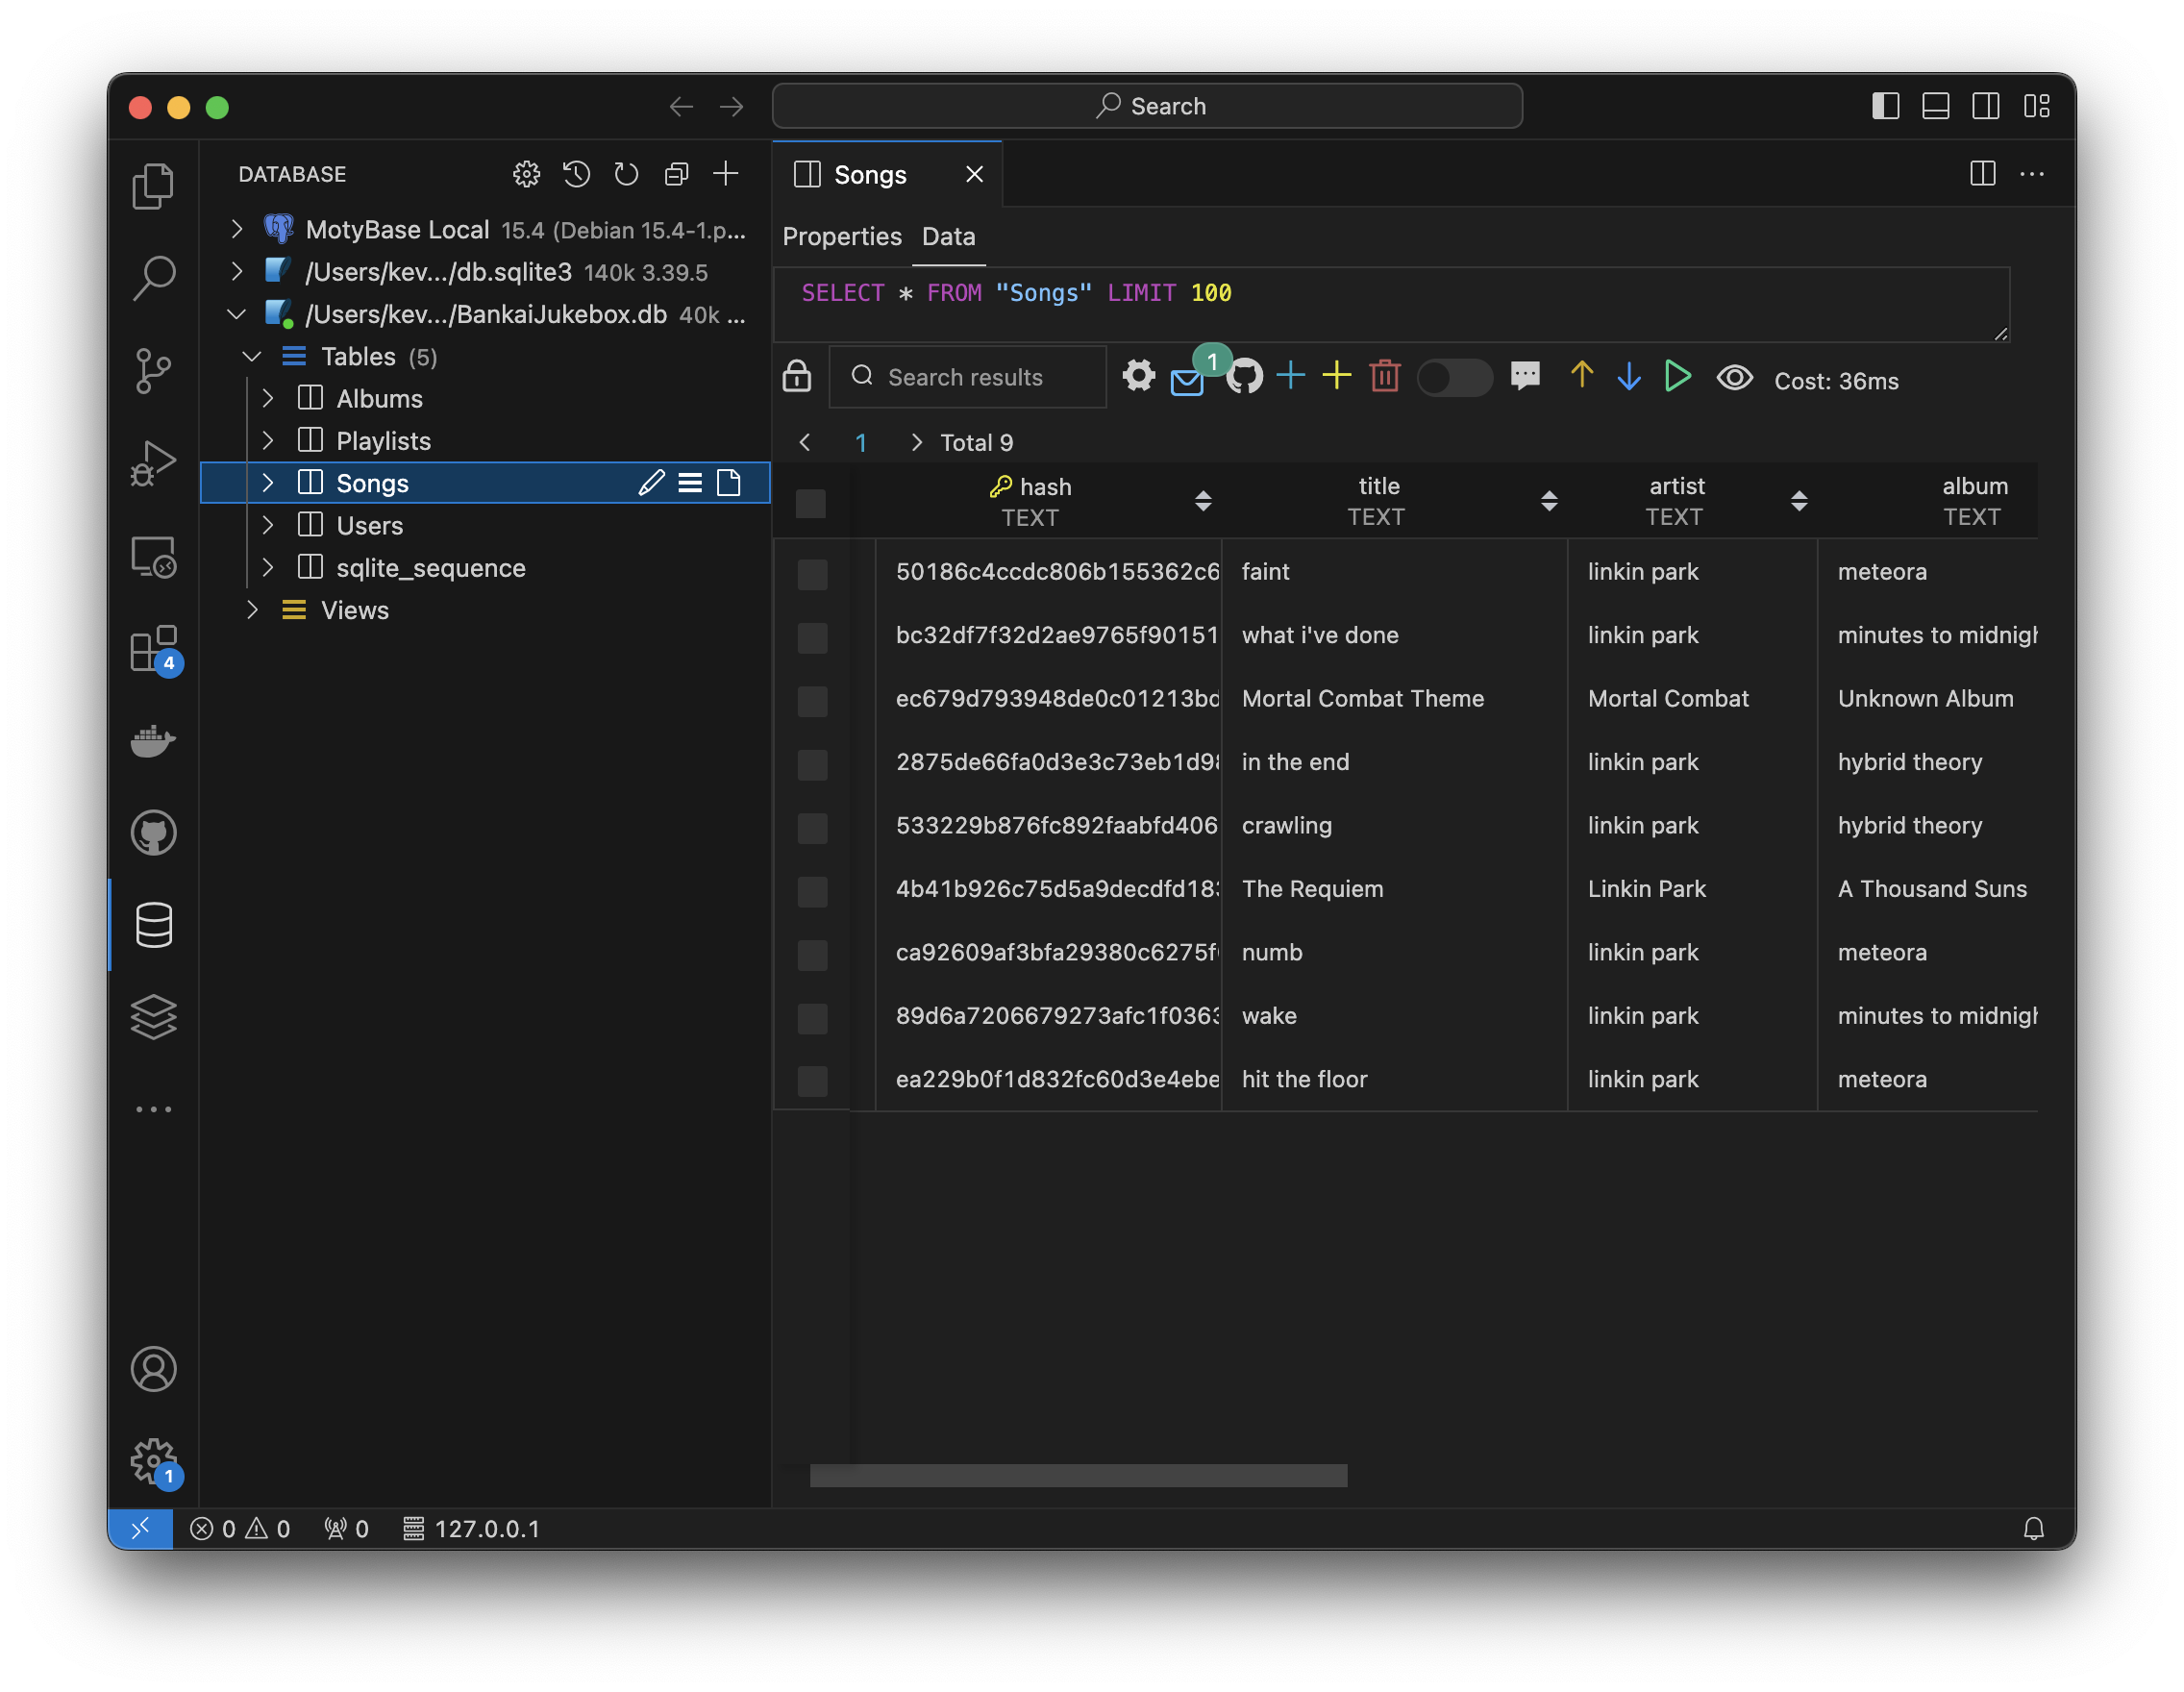 Search
DATABASE
MotyBase Local 15.4 (Debian 15.4-1.p...
/Users/kev.../db.sqlite3 140k 3.39.5
/Users/kev.../BankaiJukebox.db 40k ...
Tables (5)
Albums
Playlists
Songs
Users
sqlite_sequence
Views
4
1
Songs
Properties Data
SELECT * FROM "Songs" LIMIT 100
Search results 1 Cost: 36ms
1 Total 9
hash title artist album
TEXT TEXT TEXT TEXT
50186c4ccdc806b155362c6 faint linkin park meteora
bc32df7f32d2ae9765f90151 what i've done linkin park minutes to midnigh
ec679d793948de0c01213bd Mortal Combat Theme Mortal Combat Unknown Album
2875de66fa0d3e3c73eb1d98 in the end linkin park hybrid theory
533229b876fc892faabfd406 crawling linkin park hybrid theory
4b41b926c75d5a9decdfd183 The Requiem Linkin Park A Thousand Suns
ca92609af3bfa29380c6275f numb linkin park meteora
89d6a7206679273afc1f0363 wake linkin park minutes to midnigh
ea229b0f1d832fc60d3e4ebe hit the floor linkin park meteora
0 0 0 127.0.0.1